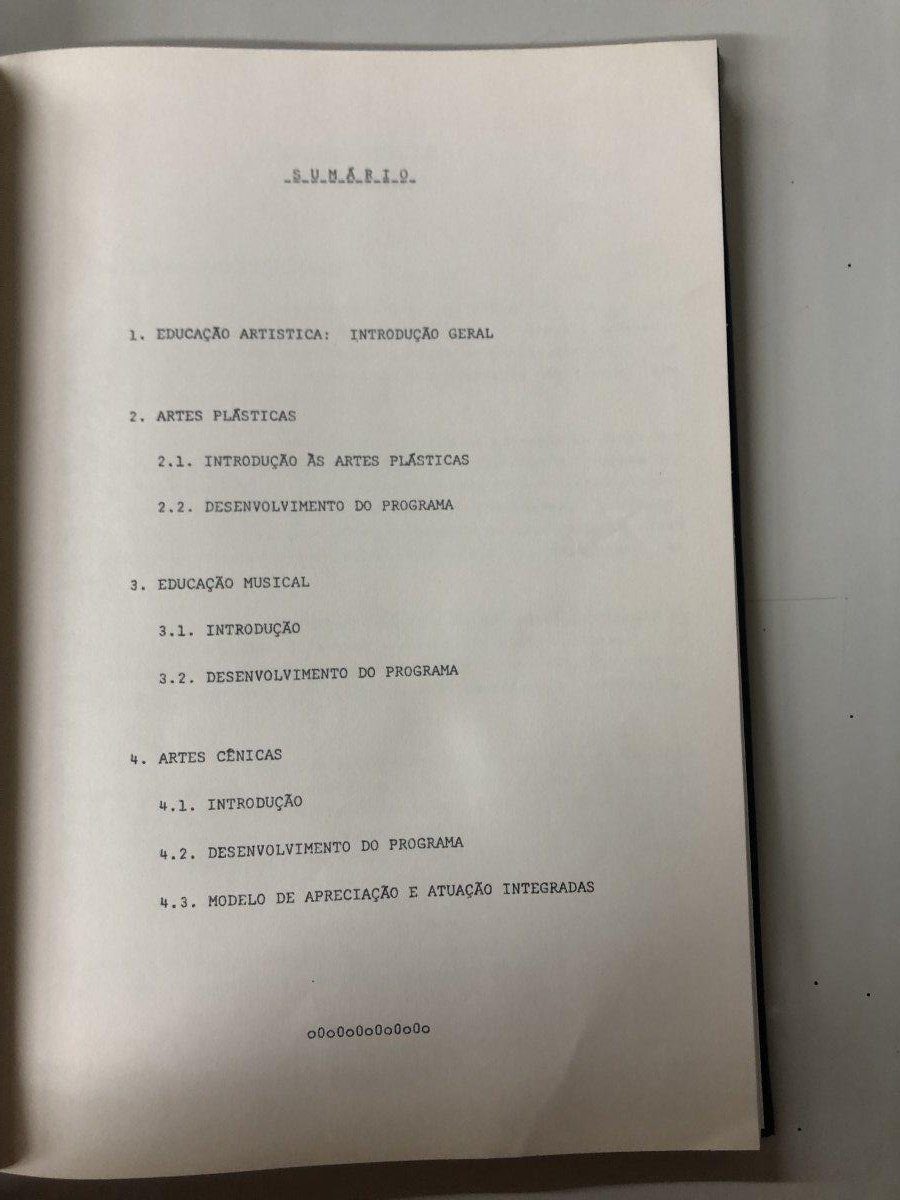 S U M Á R I O
1. EDUCAÇÃO ARTISTICA: INTRODUÇÃO GERAL
2. ARTES PLÁSTICAS
2.1. INTRODUÇÃO ÀS ARTES PLÁSTICAS
2.2. DESENVOLVIMENTO DO PROGRAMA
3. EDUCAÇÃO MUSICAL
3.1. INTRODUÇÃO
3.2. DESENVOLVIMENTO DO PROGRAMA
4. ARTES CÊNICAS
4.1. INTRODUÇÃO
4.2. DESENVOLVIMENTO DO PROGRAMA
4.3. MODELO DE APRECIAÇÃO E ATUAÇÃO INTEGRADAS
o0o0o0o0o0o0o